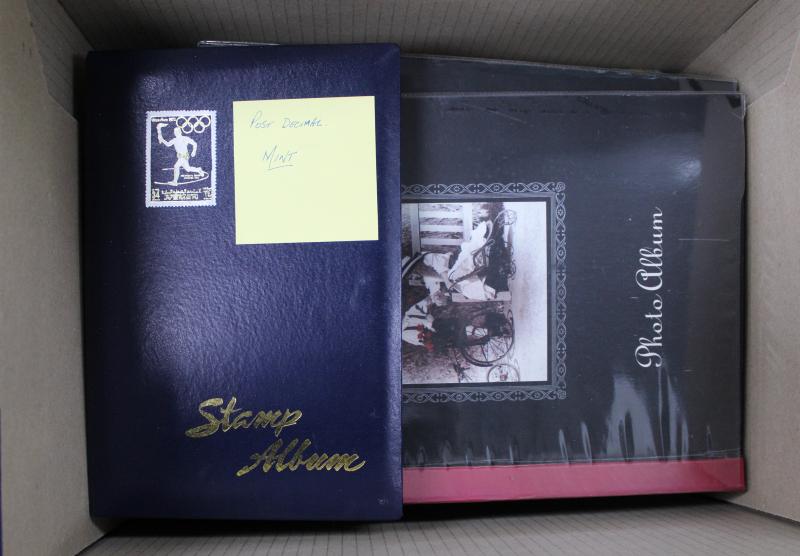 POST DECIMAL
MINT
Stamp
Album
Photo Album